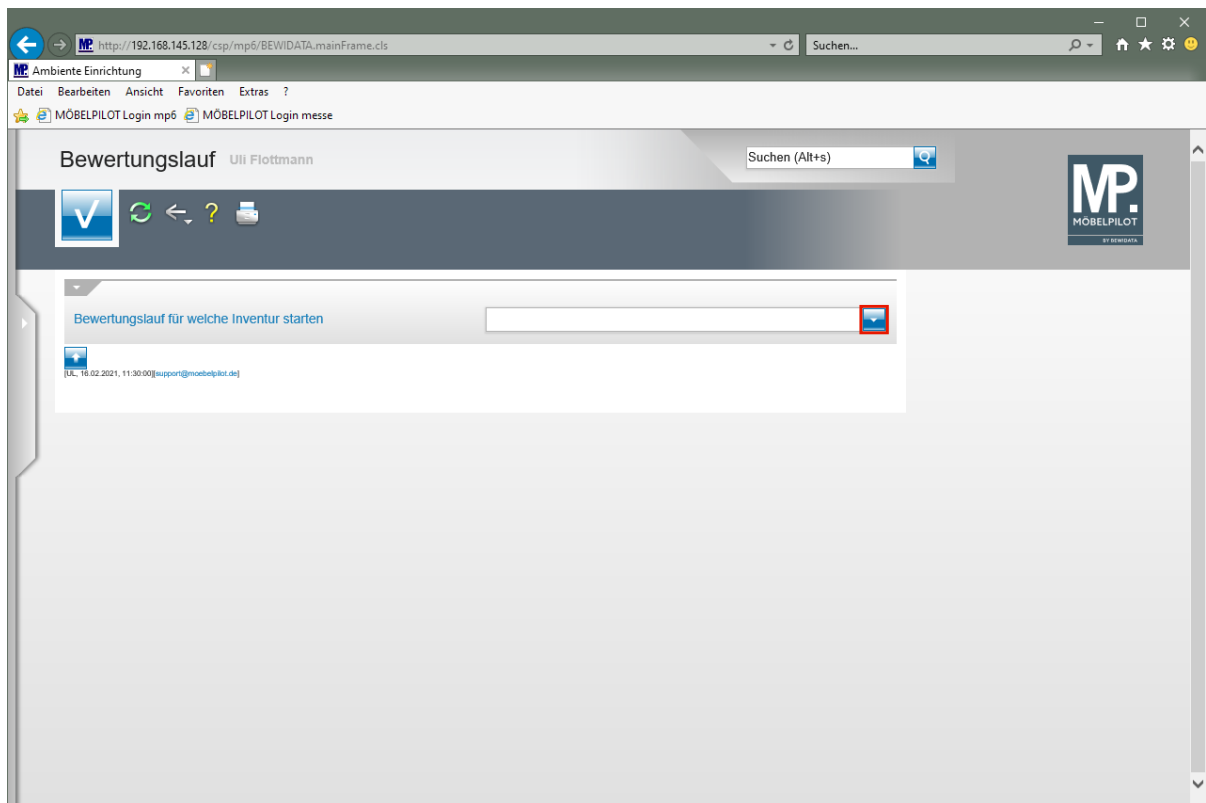 http://192.168.145.128/csp/mp6/BEWIDATA.mainFrame.cls
Suchen...
MP. Ambiente Einrichtung
Datei Bearbeiten Ansicht Favoriten Extras ?
MÖBELPILOT Login mp6 MÖBELPILOT Login messe
Bewertungslauf Uli Flottmann
Suchen (Alt+s)
MP.
MÖBELPILOT
BY BEWIDATA
Bewertungslauf für welche Inventur starten
[UL, 16.02.2021, 11:30:00][support@moebelpilot.de]